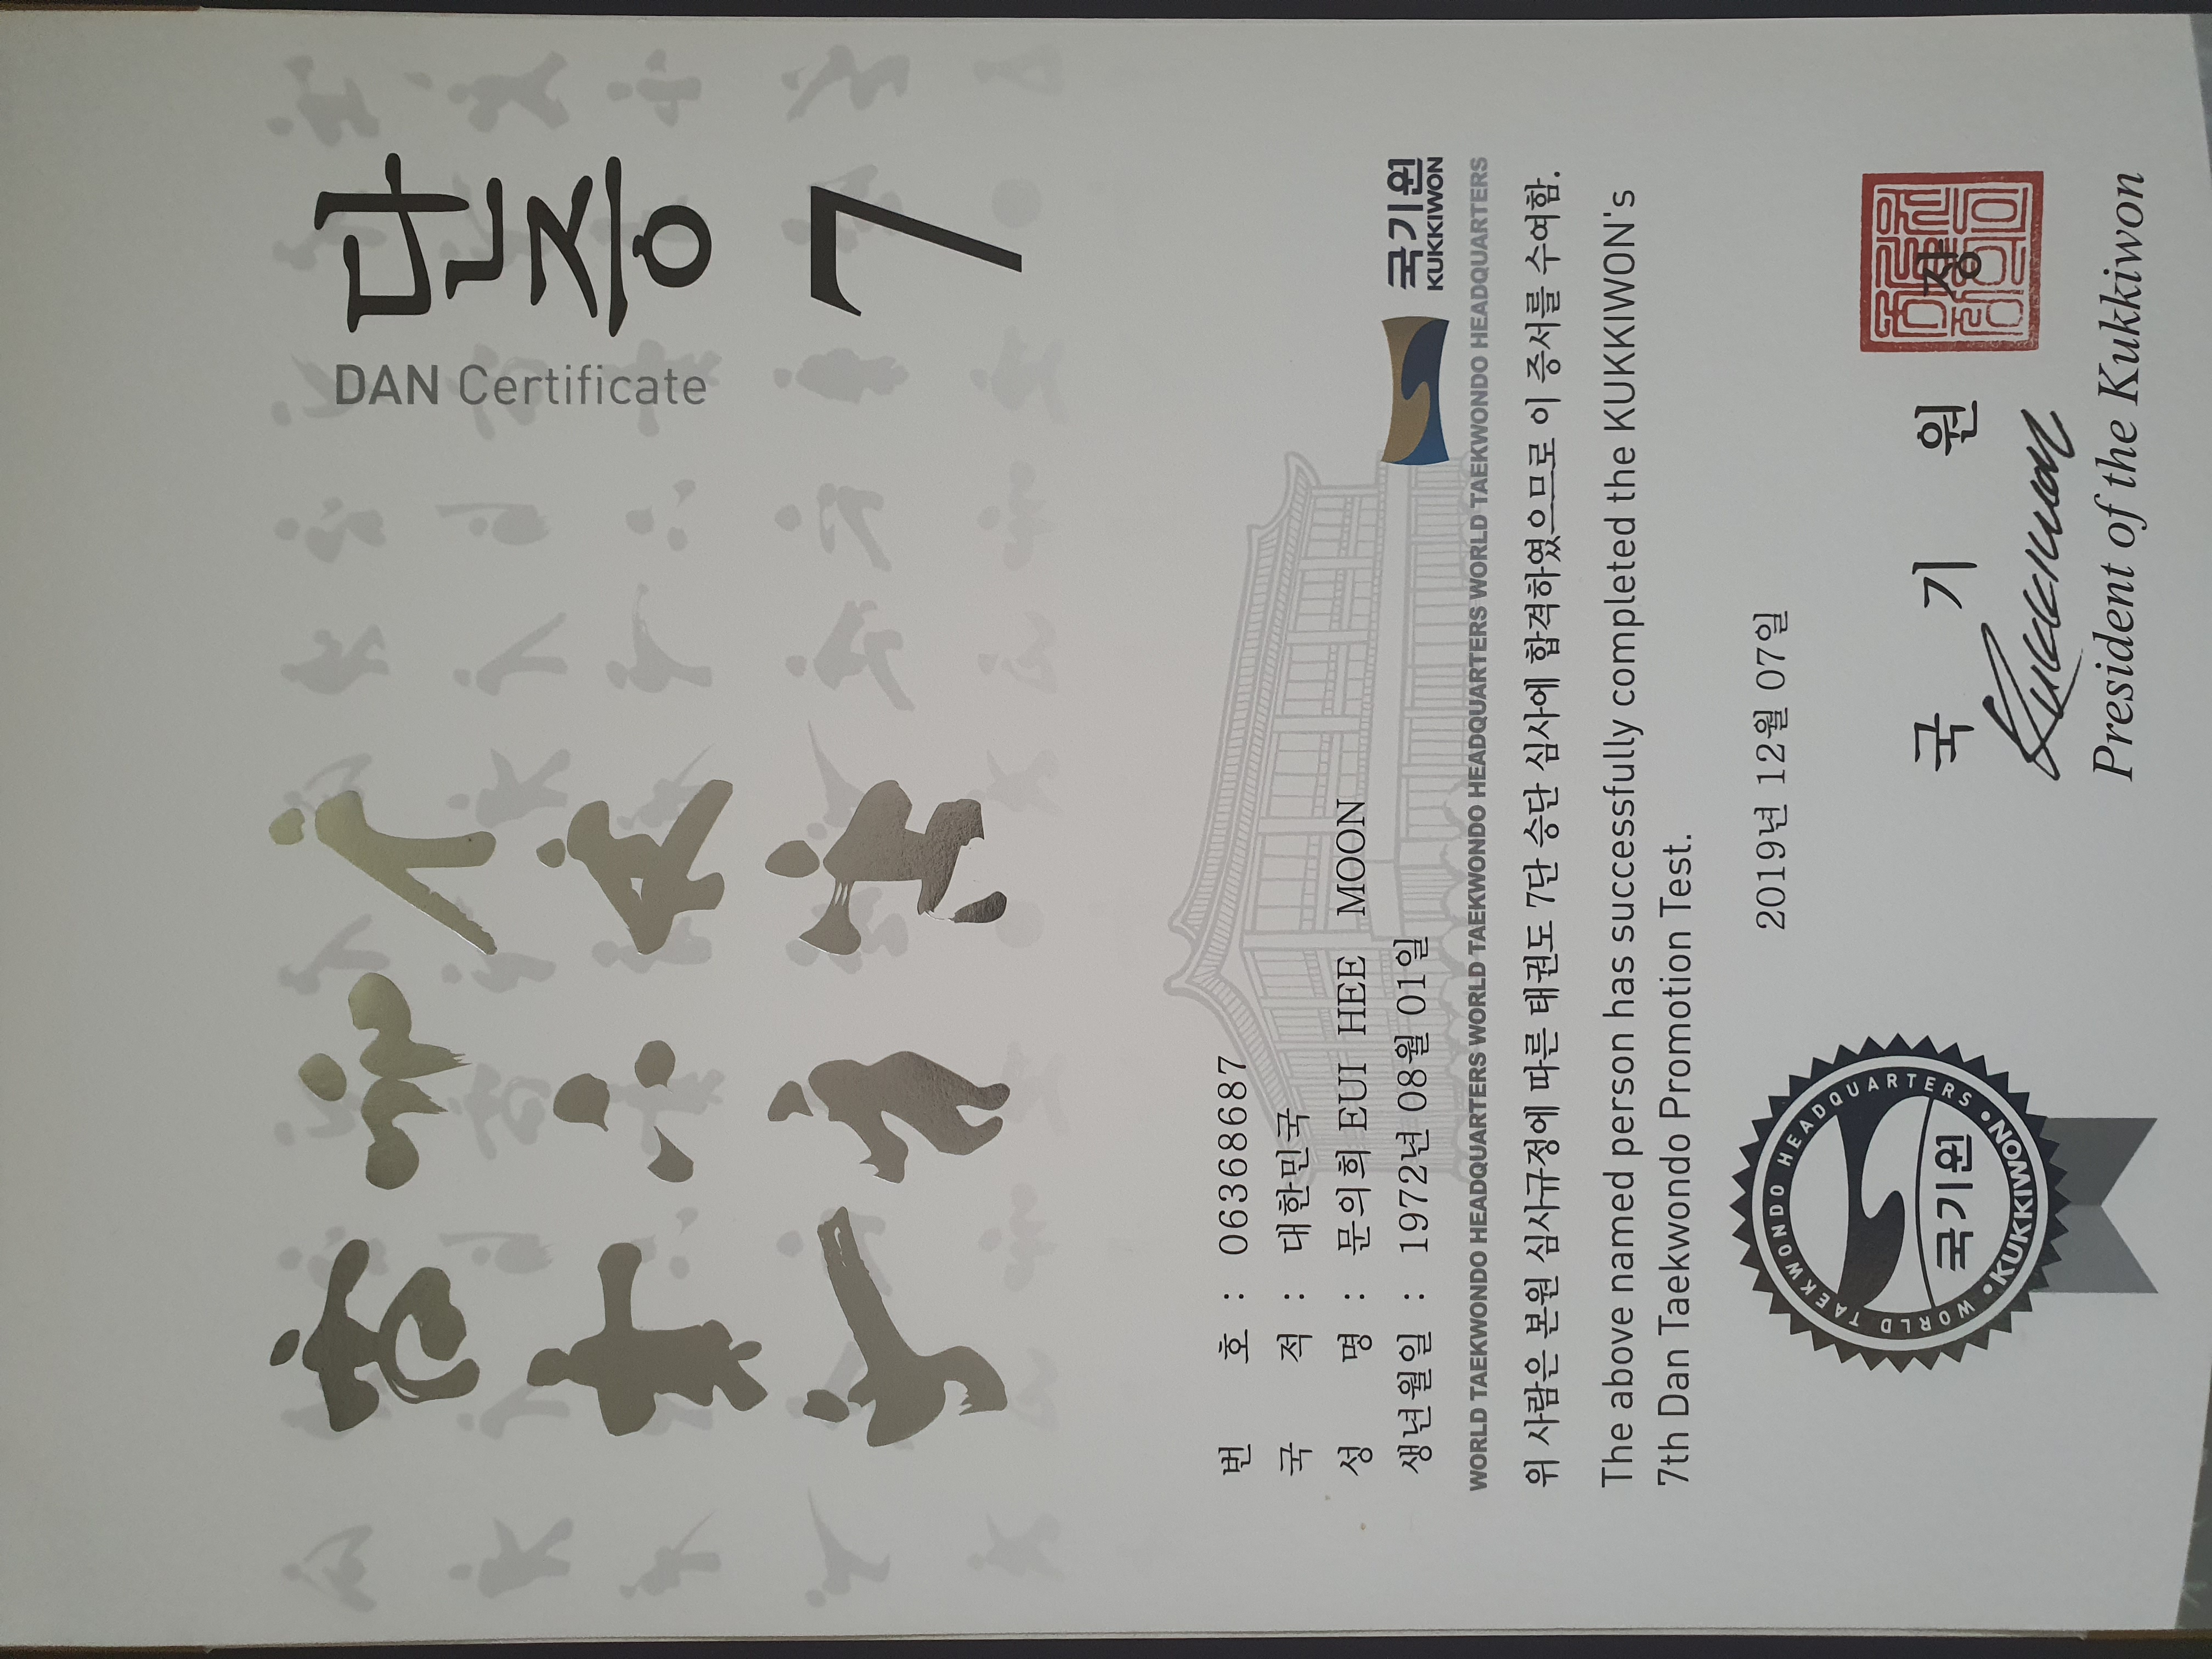 단증
DAN Certificate
7
번 호 : 06368687
국 적 : 대한민국
성 명 : 문의희 EUI HEE MOON
생년월일 : 1972년 08월 01일
국기원
KUKKIWON
WORLD TAEKWONDO HEADQUARTERS WORLD TAEKWONDO HEADQUARTERS WORLD TAEKWONDO HEADQUARTERS WORLD TAEKWONDO HEADQUARTERS
위 사람은 본원 심사규정에 따른 태권도 7단 승단 심사에 합격하였으므로 이 증서를 수여함.
The above named person has successfully completed the KUKKIWON's
7th Dan Taekwondo Promotion Test.
2019년 12월 07일
WORLD TAEKWONDO HEADQUARTERS
국기원
KUKKIWON
국 기 원 장
Kukkiwon
President of the Kukkiwon